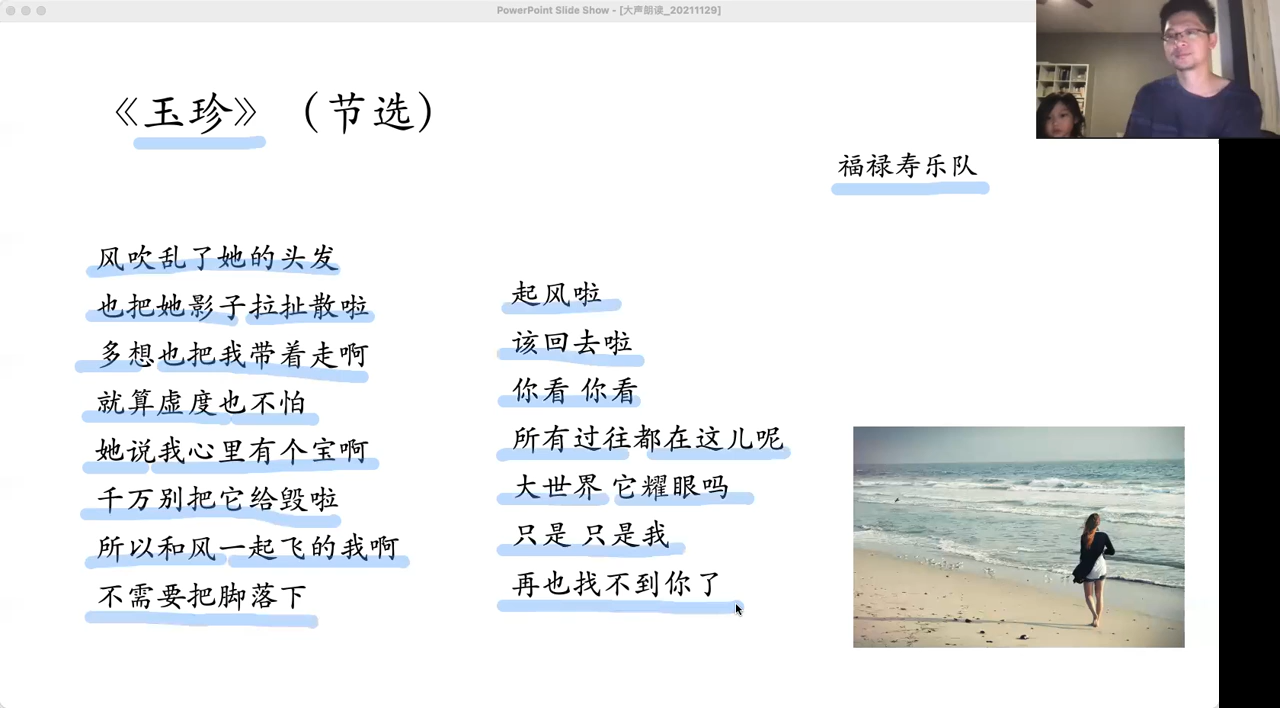 PowerPoint Slide Show - [大声朗读_20211129]
《玉珍》（节选）
福禄寿乐队
风吹乱了她的头发
也把她影子拉扯散啦
多想也把我带着走啊
就算虚度也不怕
她说我心里有个宝啊
千万别把它给毁啦
所以和风一起飞的我啊
不需要把脚落下
起风啦
该回去啦
你看 你看
所有过往都在这儿呢
大世界 它耀眼吗
只是 只是我
再也找不到你了